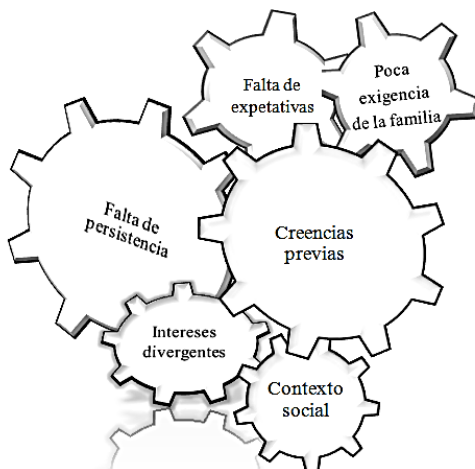 Falta de
expetativas
Poca
exigencia
de la familia
Falta de
persistencia
Creencias
previas
Intereses
divergentes
Contexto
social